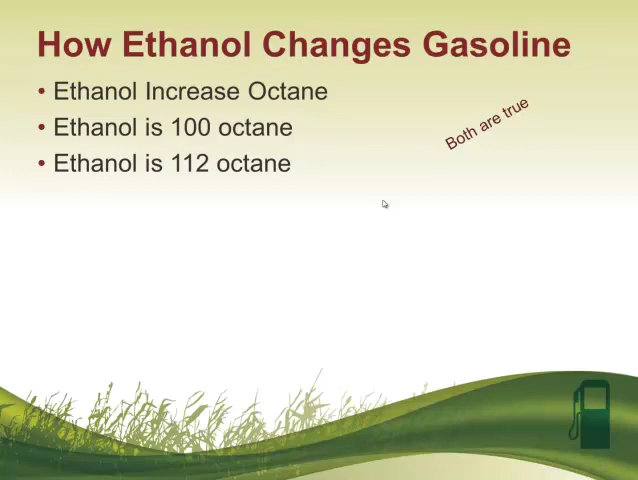 How Ethanol Changes Gasoline
• Ethanol Increase Octane
• Ethanol is 100 octane
• Ethanol is 112 octane
Both are true